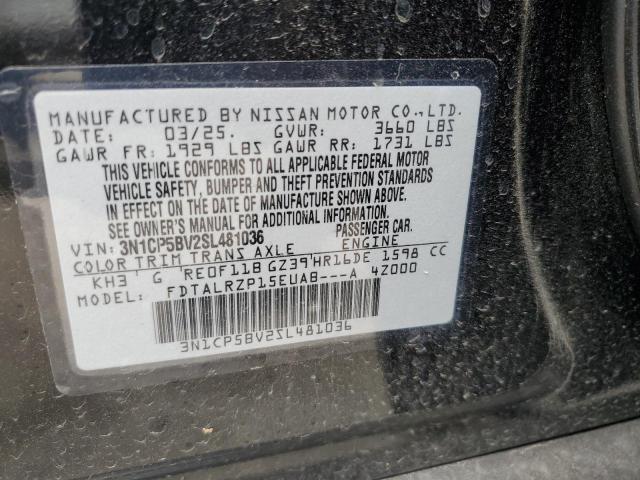 MANUFACTURED BY NISSAN MOTOR CO., LTD.
DATE: 03/25. GVWR: 3660 LBS
GAWR FR: 1929 LBS GAWR RR: 1731 LBS
THIS VEHICLE CONFORMS TO ALL APPLICABLE FEDERAL MOTOR
VEHICLE SAFETY, BUMPER AND THEFT PREVENTION STANDARDS
IN EFFECT ON THE DATE OF MANUFACTURE SHOWN ABOVE.
SEE OWNER'S MANUAL FOR ADDITIONAL INFORMATION.
VIN: 3N1CP5BV2SL481036 PASSENGER CAR.
COLOR TRIM TRANS AXLE ENGINE
KH3 G RE0F11B GZ39 HR16DE 1598 CC
MODEL: FDTALRZP15EUAB---A 4Z000
3N1CP5BV2SL481036